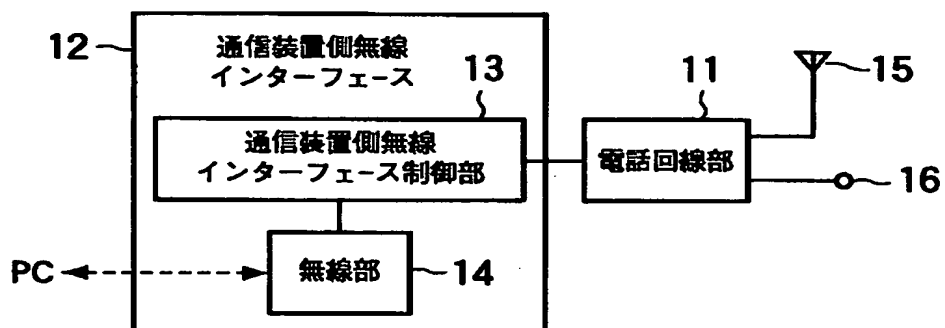 12
通信装置側無線
インターフェース
13
通信装置側無線
インターフェース制御部
11
電話回線部
15
16
PC
無線部
14